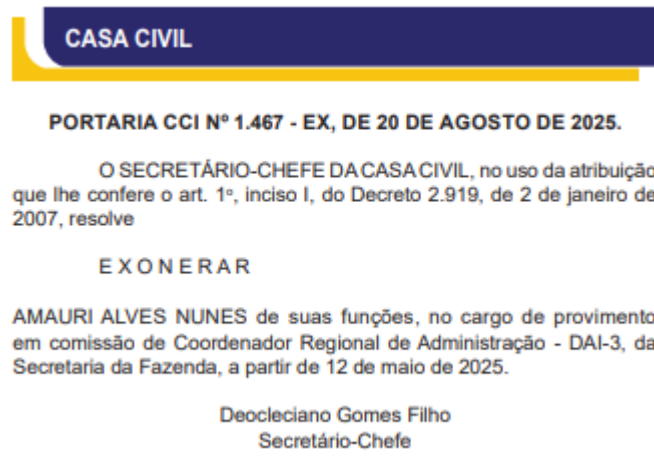 CASA CIVIL
PORTARIA CCI Nº 1.467 - EX, DE 20 DE AGOSTO DE 2025.
O SECRETÁRIO-CHEFE DA CASA CIVIL, no uso da atribuição
que lhe confere o art. 1º, inciso I, do Decreto 2.919, de 2 de janeiro de
2007, resolve
E X O N E R A R
AMAURI ALVES NUNES de suas funções, no cargo de provimento
em comissão de Coordenador Regional de Administração - DAI-3, da
Secretaria da Fazenda, a partir de 12 de maio de 2025.
Deocleciano Gomes Filho
Secretário-Chefe